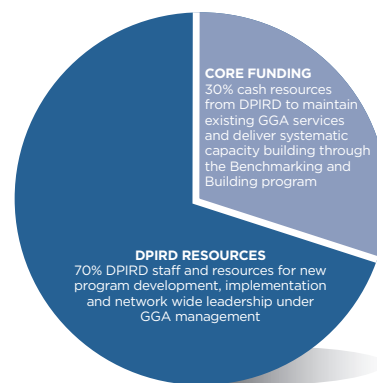 CORE FUNDING
30% cash resources
from DPIRD to maintain
existing GGA services
and deliver systematic
capacity building through
the Benchmarking and
Building program
DPIRD RESOURCES
70% DPIRD staff and resources for new
program development, implementation
and network wide leadership under
GGA management